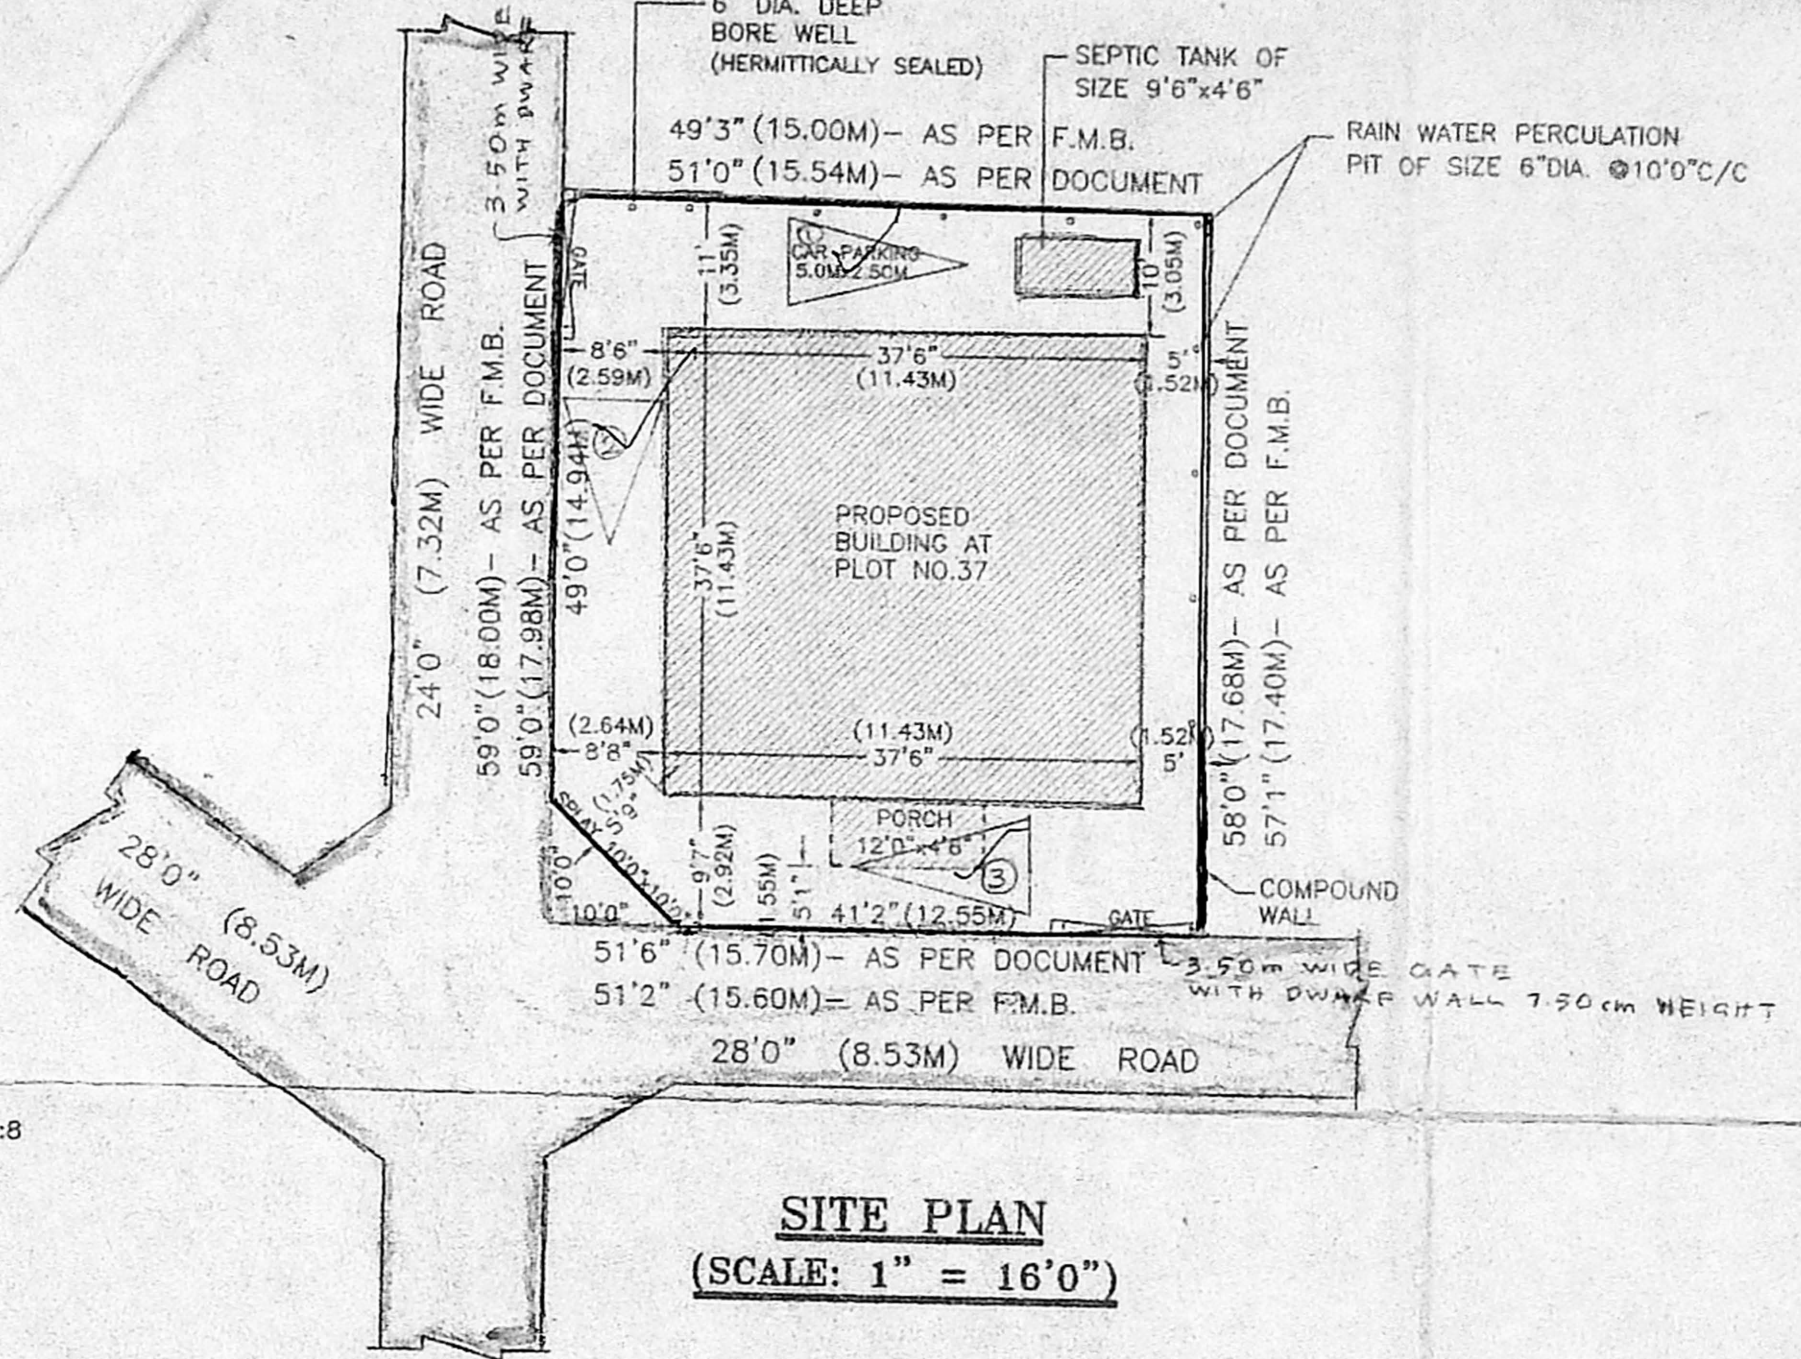 6" DIA. DEEP
BORE WELL
(HERMITTICALLY SEALED)
SEPTIC TANK OF
SIZE 9'6"x4'6"
RAIN WATER PERCULATION
PIT OF SIZE 6"DIA. @10'0"C/C
49'3" (15.00M)- AS PER F.M.B.
51'0" (15.54M)- AS PER DOCUMENT
3.50m WIDE
WITH DWARF
24'0" (7.32M) WIDE ROAD
59'0" (18.00M)- AS PER F.M.B.
59'0" (17.98M)- AS PER DOCUMENT
GATE
49'0" (14.94M)
11'
(3.35M)
CAR PARKING
5.0Mx2.50M
10'
(3.05M)
8'6"
(2.59M)
37'6"
(11.43M)
5'
(1.52M)
37'6"
(11.43M)
PROPOSED
BUILDING AT
PLOT NO.37
(2.64M)
8'8"
(11.43M)
37'6"
(1.52M)
5'
58'0" (17.68M)- AS PER DOCUMENT
57'1" (17.40M)- AS PER F.M.B.
(1.75M)
5'9"
SPLAY 10'0"x10'0"
10'0"
10'0"
9'7"
(2.92M)
1.55M)
5'1"
PORCH
12'0"x4'6"
3
41'2" (12.55M)
GATE
COMPOUND
WALL
28'0" (8.53M)
WIDE ROAD
51'6" (15.70M)- AS PER DOCUMENT
51'2" (15.60M)- AS PER F.M.B.
3.50m WIDE GATE
WITH DWARF WALL 7.50cm HEIGHT
28'0" (8.53M) WIDE ROAD
:8
SITE PLAN
(SCALE: 1" = 16'0")